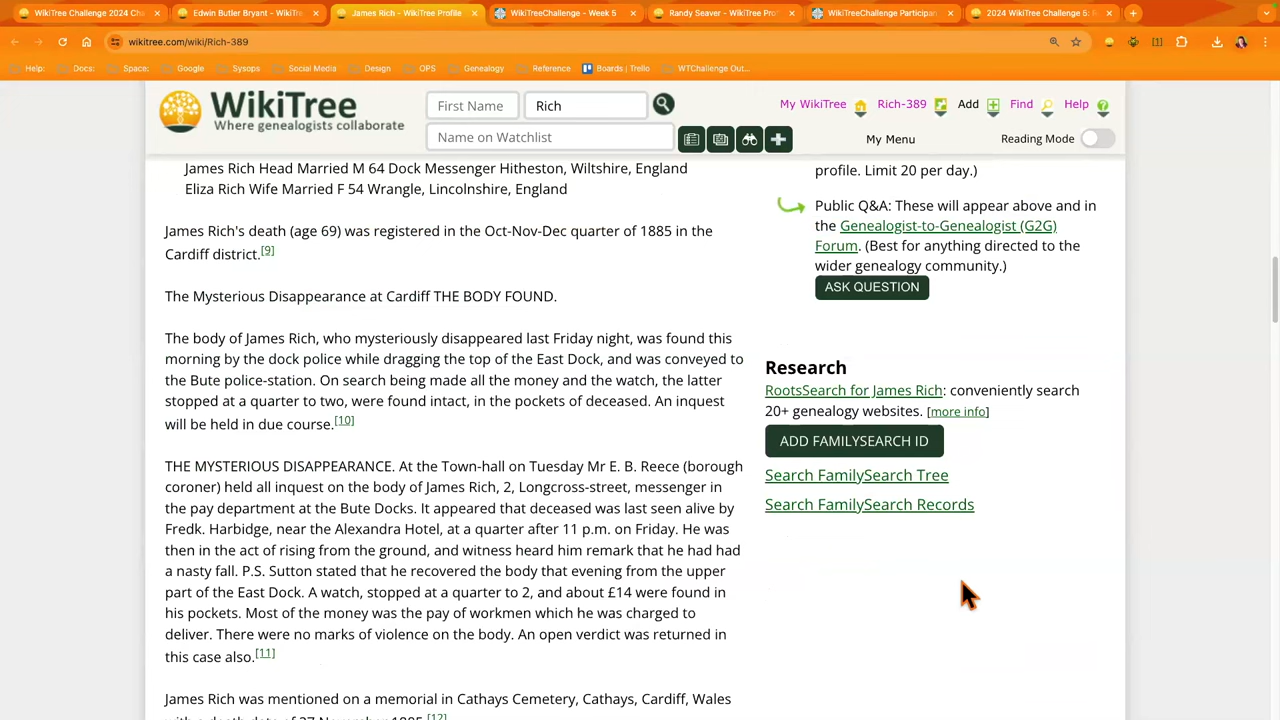 WikiTree Challenge 2024 Cha
Edwin Butler Bryant - WikiTre
James Rich - WikiTree Profile
WikiTreeChallenge - Week 5
Randy Seaver - WikiTree Pro
WikiTreeChallenge Participan
2024 WikiTree Challenge 5: R
wikitree.com/wiki/Rich-389
Help:
Docs:
Space:
Google
Sysops
Social Media
Design
OPS
Genealogy
Reference
Boards | Trello
WTChallenge Out...
WikiTree
Where genealogists collaborate
First Name
Rich
Name on Watchlist
My WikiTree
Rich-389
Add
Find
Help
My Menu
Reading Mode
James Rich Head Married M 64 Dock Messenger Hitheston, Wiltshire, England
Eliza Rich Wife Married F 54 Wrangle, Lincolnshire, England
James Rich's death (age 69) was registered in the Oct-Nov-Dec quarter of 1885 in the
Cardiff district.[9]
The Mysterious Disappearance at Cardiff THE BODY FOUND.
The body of James Rich, who mysteriously disappeared last Friday night, was found this
morning by the dock police while dragging the top of the East Dock, and was conveyed to
the Bute police-station. On search being made all the money and the watch, the latter
stopped at a quarter to two, were found intact, in the pockets of deceased. An inquest
will be held in due course.[10]
THE MYSTERIOUS DISAPPEARANCE. At the Town-hall on Tuesday Mr E. B. Reece (borough
coroner) held all inquest on the body of James Rich, 2, Longcross-street, messenger in
the pay department at the Bute Docks. It appeared that deceased was last seen alive by
Fredk. Harbidge, near the Alexandra Hotel, at a quarter after 11 p.m. on Friday. He was
then in the act of rising from the ground, and witness heard him remark that he had had
a nasty fall. P.S. Sutton stated that he recovered the body that evening from the upper
part of the East Dock. A watch, stopped at a quarter to 2, and about £14 were found in
his pockets. Most of the money was the pay of workmen which he was charged to
deliver. There were no marks of violence on the body. An open verdict was returned in
this case also.[11]
James Rich was mentioned on a memorial in Cathays Cemetery, Cathays, Cardiff, Wales
with a death date of 27 November 1885.[12]
profile. Limit 20 per day.)
Public Q&A: These will appear above and in
the Genealogist-to-Genealogist (G2G)
Forum. (Best for anything directed to the
wider genealogy community.)
ASK QUESTION
Research
RootsSearch for James Rich: conveniently search
20+ genealogy websites. [more info]
ADD FAMILYSEARCH ID
Search FamilySearch Tree
Search FamilySearch Records